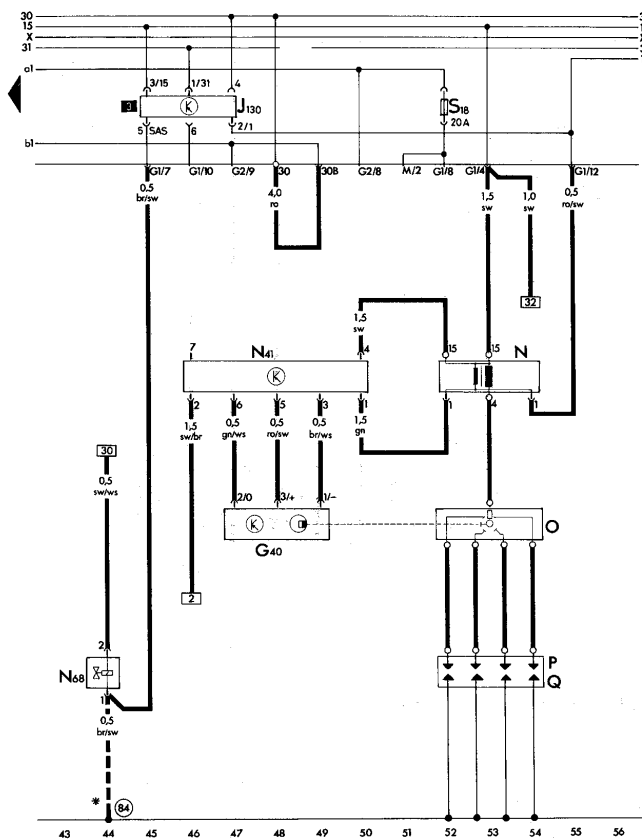 30
15
X
31
a1
3/15 1/31 4
3 K J130
S18
20A
5 SAS 6 2/1
b1
G1/7 G1/10 G2/9 30 30B G2/8 M/2 G1/8 G1/4 G1/12
0,5 br/sw
4,0 ro
1,5 sw
1,0 sw
0,5 ro/sw
32
1,5 sw
7 N41 4 15 15 N
K
2 6 5 3 1 1 4 1
1,5 sw/br
0,5 gn/ws
0,5 ro/sw
0,5 br/ws
1,5 gn
30
0,5 sw/ws
2/0 3/+ 1/−
K O
G40
2
2
N68
P
Q
1
0,5 br/sw
* 84
43 44 45 46 47 48 49 50 51 52 53 54 55 56